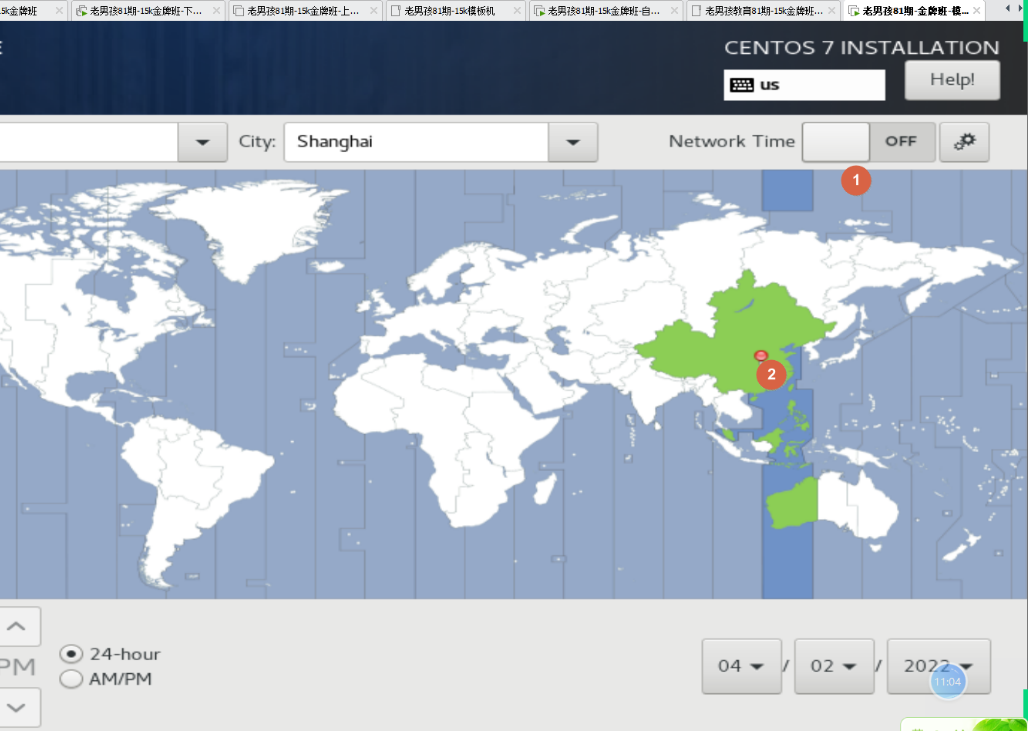 15k金牌班
老男孩81期-15k金牌班-下...
老男孩81期-15k金牌班-上...
老男孩81期-15k模板机
老男孩81期-15k金牌班-自...
老男孩教育81期-15k金牌班...
老男孩81期-金牌班-模...
E
CENTOS 7 INSTALLATION
us
Help!
City:
Shanghai
Network Time
OFF
1
2
24-hour
PM
AM/PM
04
/
02
/
2022
11:04